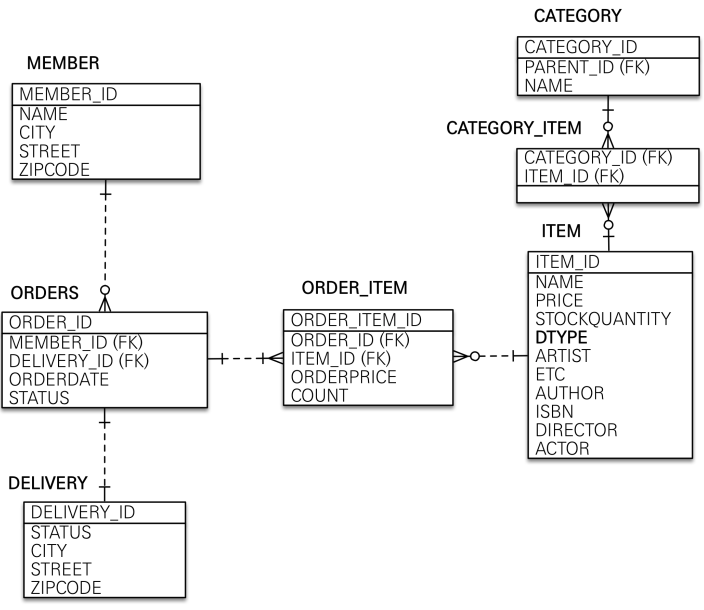 CATEGORY
CATEGORY_ID
PARENT_ID (FK)
NAME
MEMBER
MEMBER_ID
NAME
CITY
STREET
ZIPCODE
CATEGORY_ITEM
CATEGORY_ID (FK)
ITEM_ID (FK)
ITEM
ITEM_ID
NAME
PRICE
STOCKQUANTITY
DTYPE
ARTIST
ETC
AUTHOR
ISBN
DIRECTOR
ACTOR
ORDERS
ORDER_ID
MEMBER_ID (FK)
DELIVERY_ID (FK)
ORDERDATE
STATUS
ORDER_ITEM
ORDER_ITEM_ID
ORDER_ID (FK)
ITEM_ID (FK)
ORDERPRICE
COUNT
DELIVERY
DELIVERY_ID
STATUS
CITY
STREET
ZIPCODE